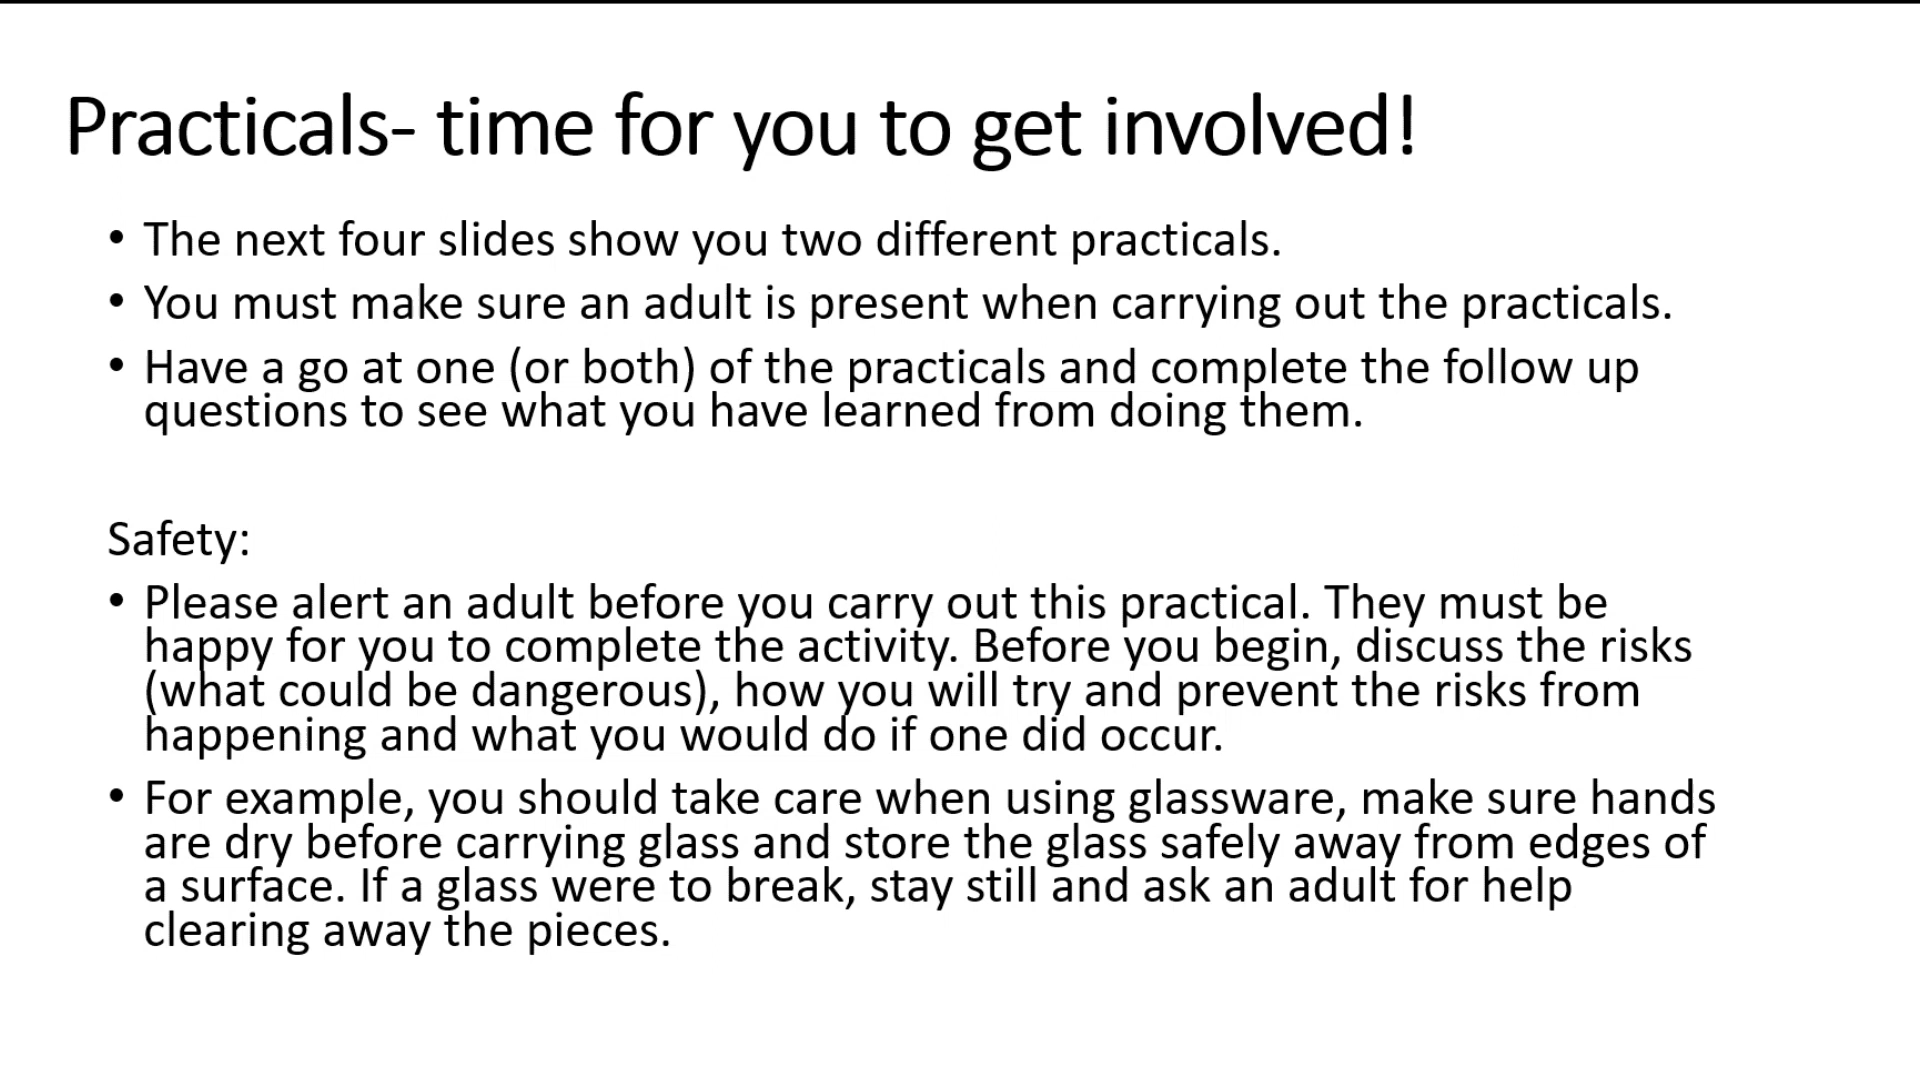 Practicals- time for you to get involved!
• The next four slides show you two different practicals.
• You must make sure an adult is present when carrying out the practicals.
• Have a go at one (or both) of the practicals and complete the follow up
questions to see what you have learned from doing them.
Safety:
• Please alert an adult before you carry out this practical. They must be
happy for you to complete the activity. Before you begin, discuss the risks
(what could be dangerous), how you will try and prevent the risks from
happening and what you would do if one did occur.
• For example, you should take care when using glassware, make sure hands
are dry before carrying glass and store the glass safely away from edges of
a surface. If a glass were to break, stay still and ask an adult for help
clearing away the pieces.